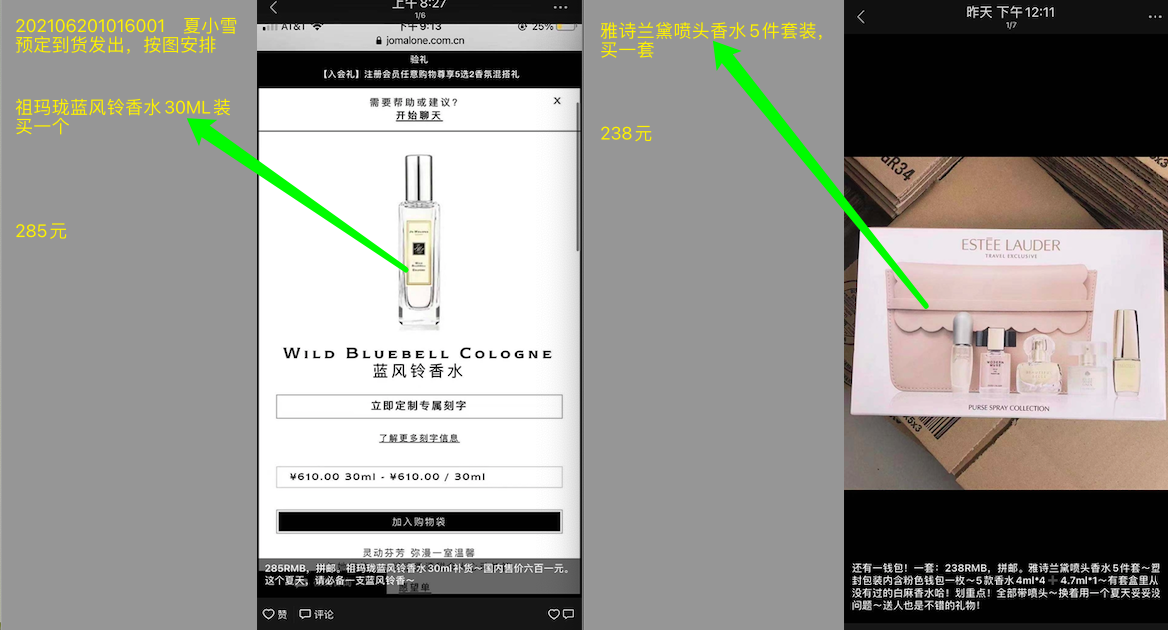 202106201016001 夏小雪
预定到货发出，按图安排
祖玛珑蓝风铃香水30ML装
买一个
285元
上午8:27
1/6
AT&T
下午9:13
25%
jomalone.com.cn
验礼
【入会礼】注册会员任意购物尊享5选2香氛混搭礼
需要帮助或建议？
开始聊天
X
WILD BLUEBELL COLOGNE
蓝风铃香水
立即定制专属刻字
了解更多刻字信息
¥610.00 30ml - ¥610.00 / 30ml
加入购物袋
灵动芬芳 弥漫一室温馨
285RMB，拼邮。祖玛珑蓝风铃香水30ml补货～国内售价六百一元。
这个夏天，请必备一支蓝风铃香～
愿望单
赞
评论
雅诗兰黛喷头香水5件套装，
买一套
238元
昨天 下午12:11
1/7
GR34
ESTĒE LAUDER
TRAVEL EXCLUSIVE
PURSE SPRAY COLLECTION
还有一钱包！一套：238RMB，拼邮。雅诗兰黛喷头香水5件套～塑
封包装内含粉色钱包一枚～5款香水4ml*4➕4.7ml*1～有套盒里从
没有过的白麻香水哈！划重点！全部带喷头～换着用一个夏天妥妥没
问题～送人也是不错的礼物！